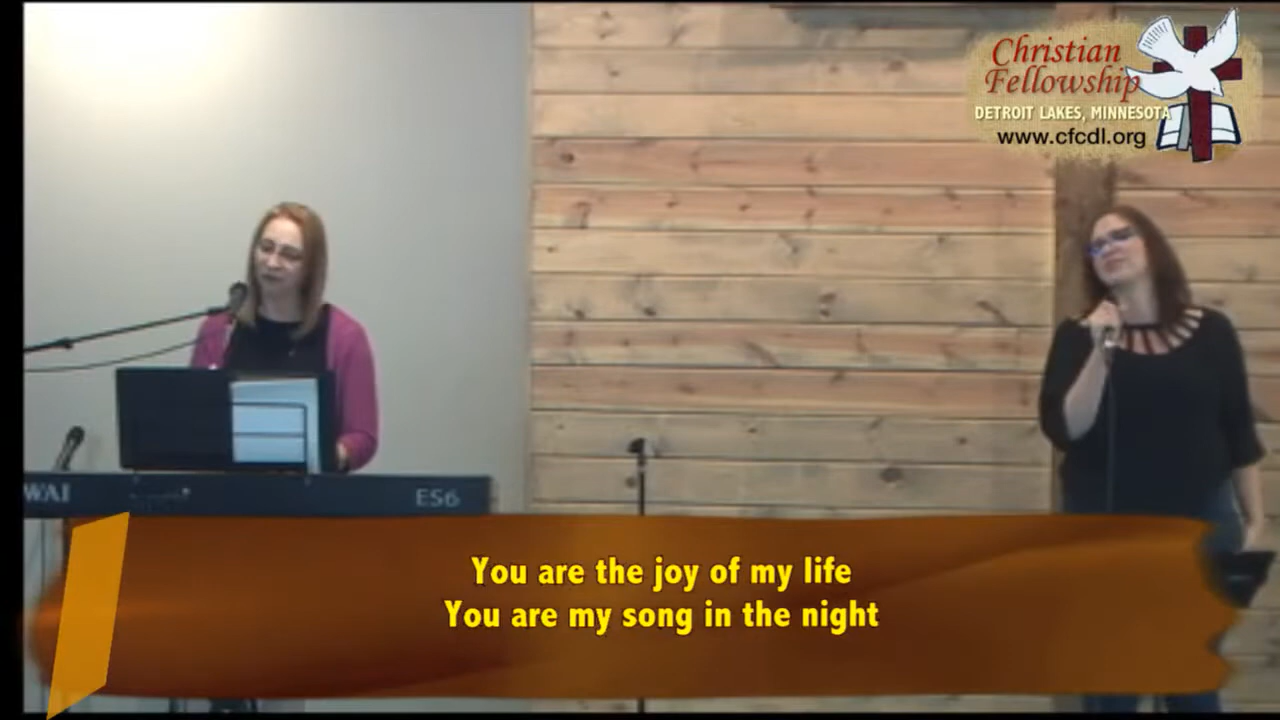 Christian
Fellowship
DETROIT LAKES, MINNESOTA
www.cfcdl.org
WAI
ES6
You are the joy of my life
You are my song in the night